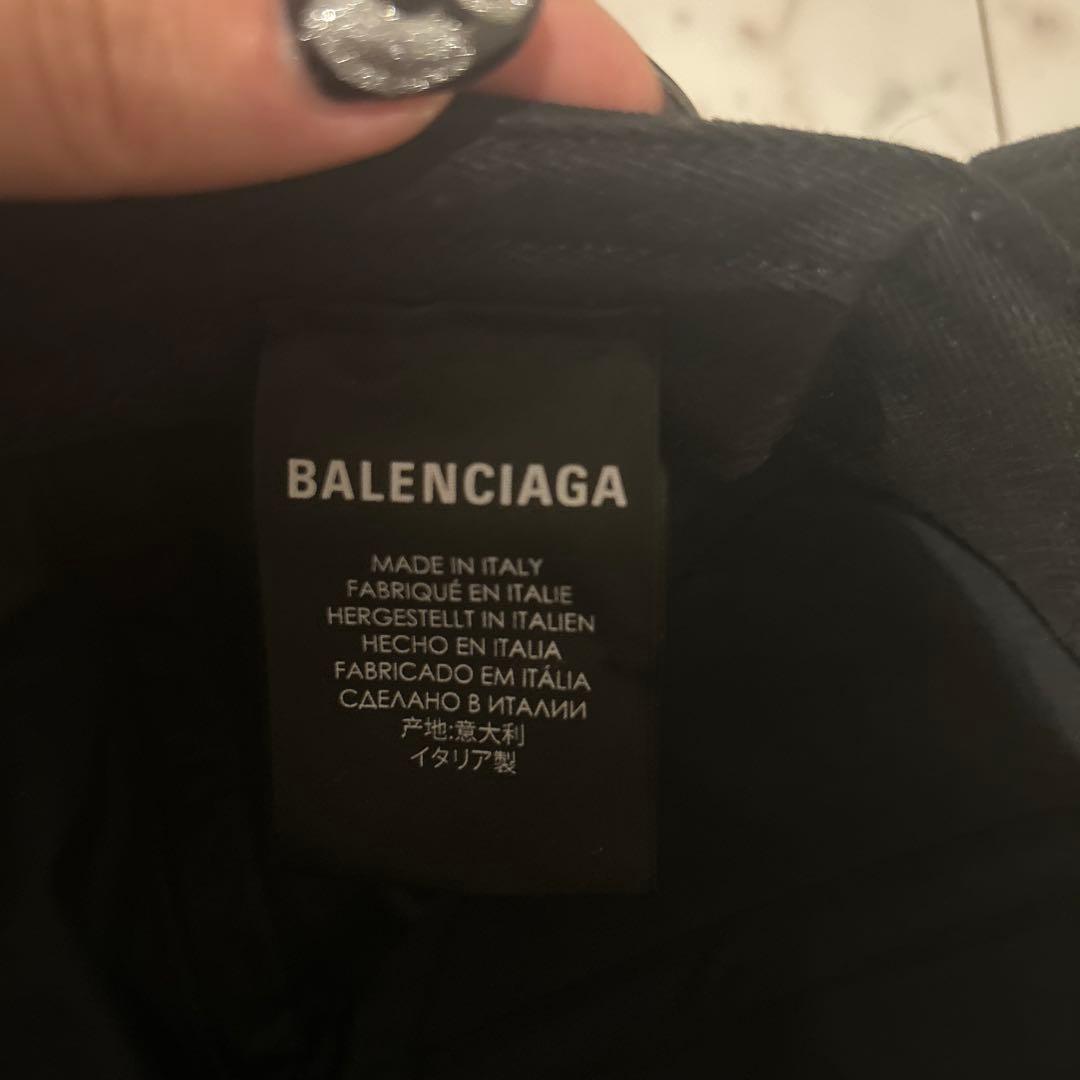 BALENCIAGA
MADE IN ITALY
FABRIQUÉ EN ITALIE
HERGESTELLT IN ITALIEN
HECHO EN ITALIA
FABRICADO EM ITÁLIA
СДЕЛАНО В ИТАЛИИ
产地:意大利
イタリア製